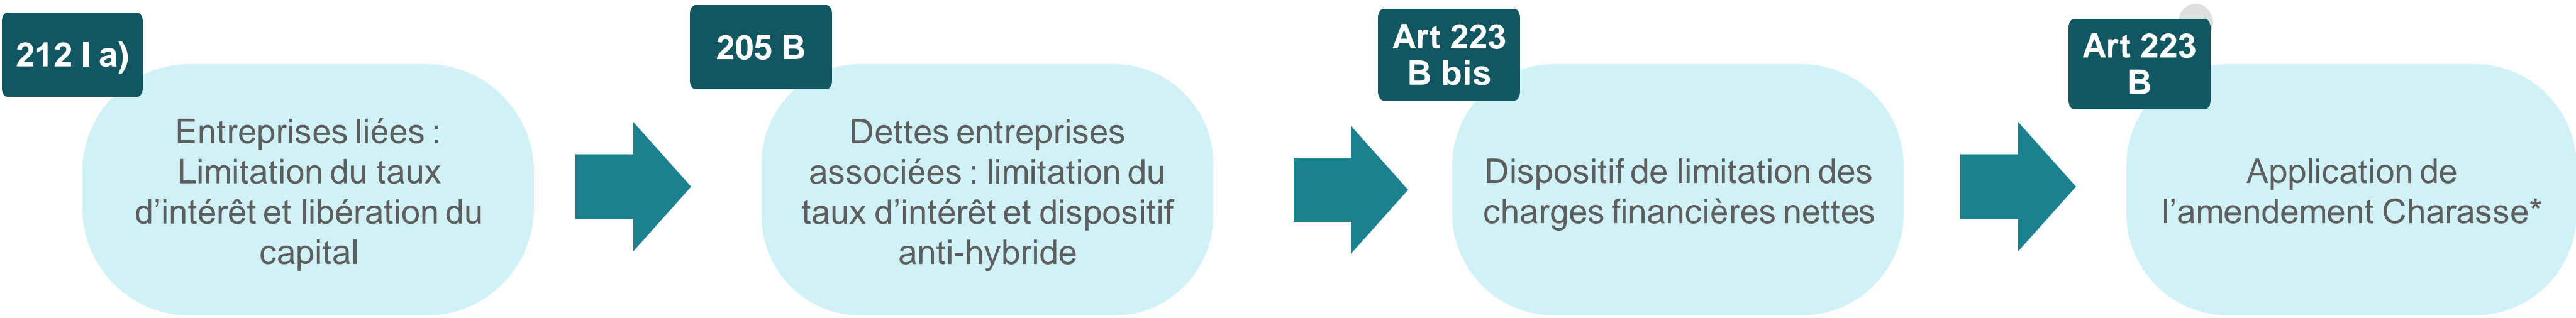 212 I a)
Entreprises liées :
Limitation du taux
d’intérêt et libération du
capital
205 B
Dettes entreprises
associées : limitation du
taux d’intérêt et dispositif
anti-hybride
Art 223
B bis
Dispositif de limitation des
charges financières nettes
Art 223
B
Application de
l’amendement Charasse*